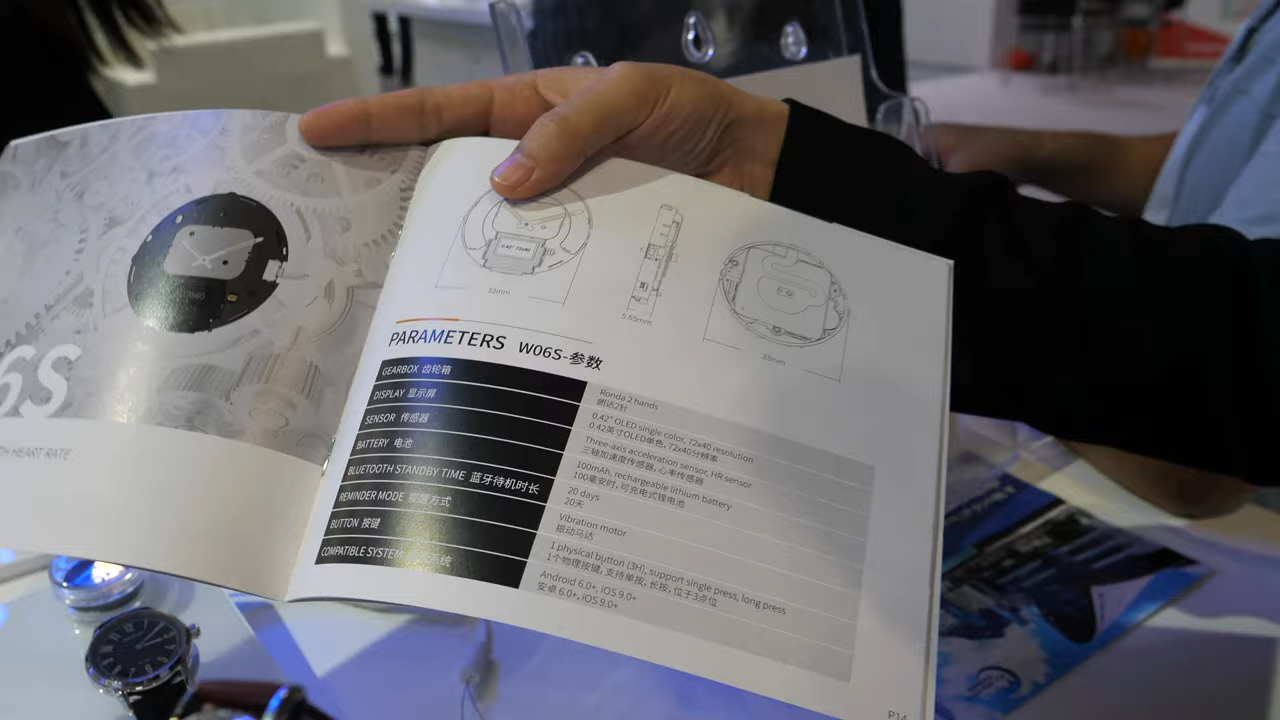 6S
TH HEART RATE
0.42" 72x40
33mm
5.65mm
33mm
PARAMETERS W06S-参数
GEARBOX 齿轮箱
Ronda 2 hands
朗达2针
DISPLAY 显示屏
0.42" OLED single color, 72x40 resolution
0.42英寸OLED单色, 72x40分辨率
SENSOR 传感器
Three-axis acceleration sensor, HR sensor
三轴加速度传感器, 心率传感器
BATTERY 电池
100mAh, rechargeable lithium battery
100毫安时, 可充电式锂电池
BLUETOOTH STANDBY TIME 蓝牙待机时长
20 days
20天
REMINDER MODE 提醒方式
Vibration motor
振动马达
BUTTON 按键
1 physical button (3H), support single press, long press
1个物理按键, 支持单按, 长按, 位于3点位
COMPATIBLE SYSTEM 系统
Android 6.0+, iOS 9.0+
安卓 6.0+, iOS 9.0+
P14